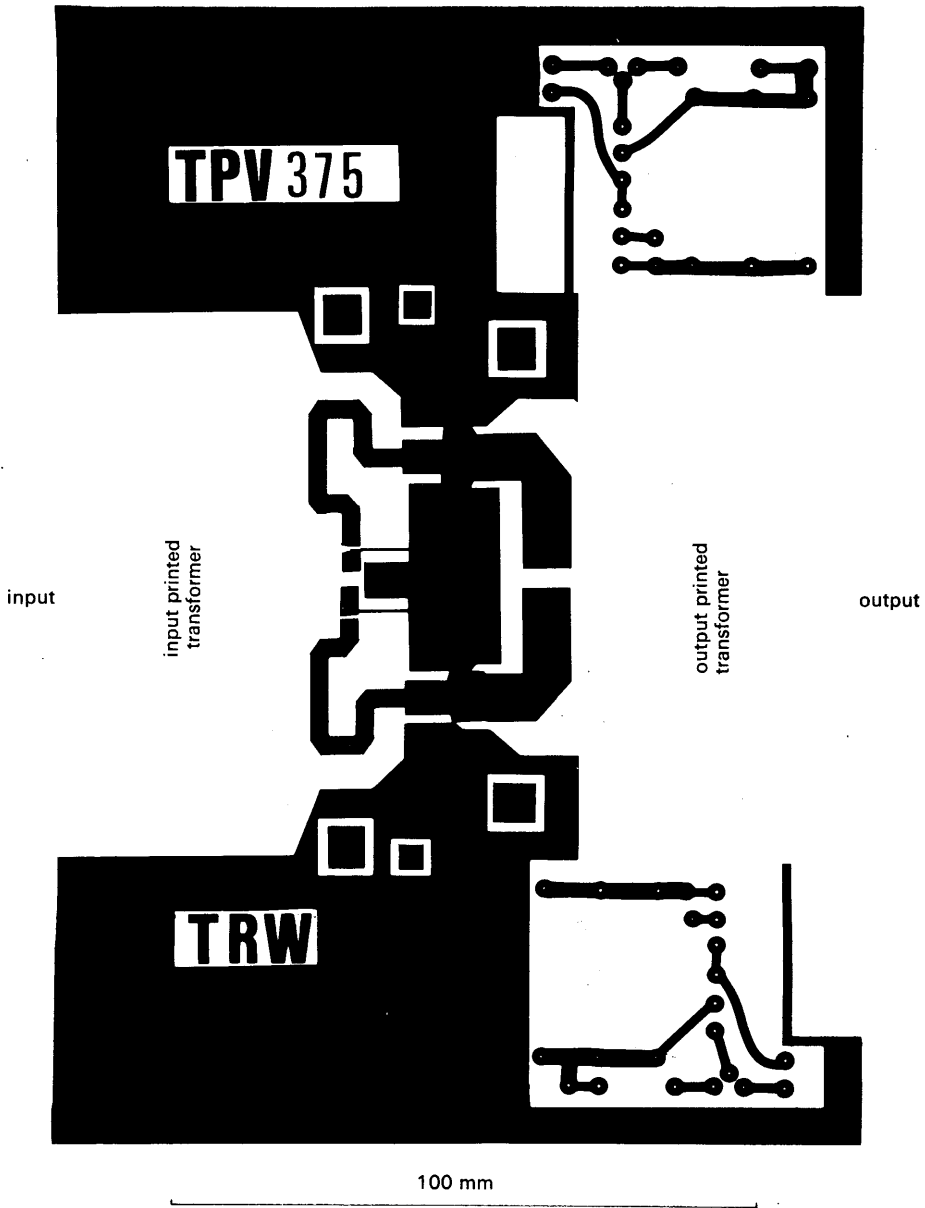 TPV 375
input
input printed
transformer
output printed
transformer
output
TRW
100 mm